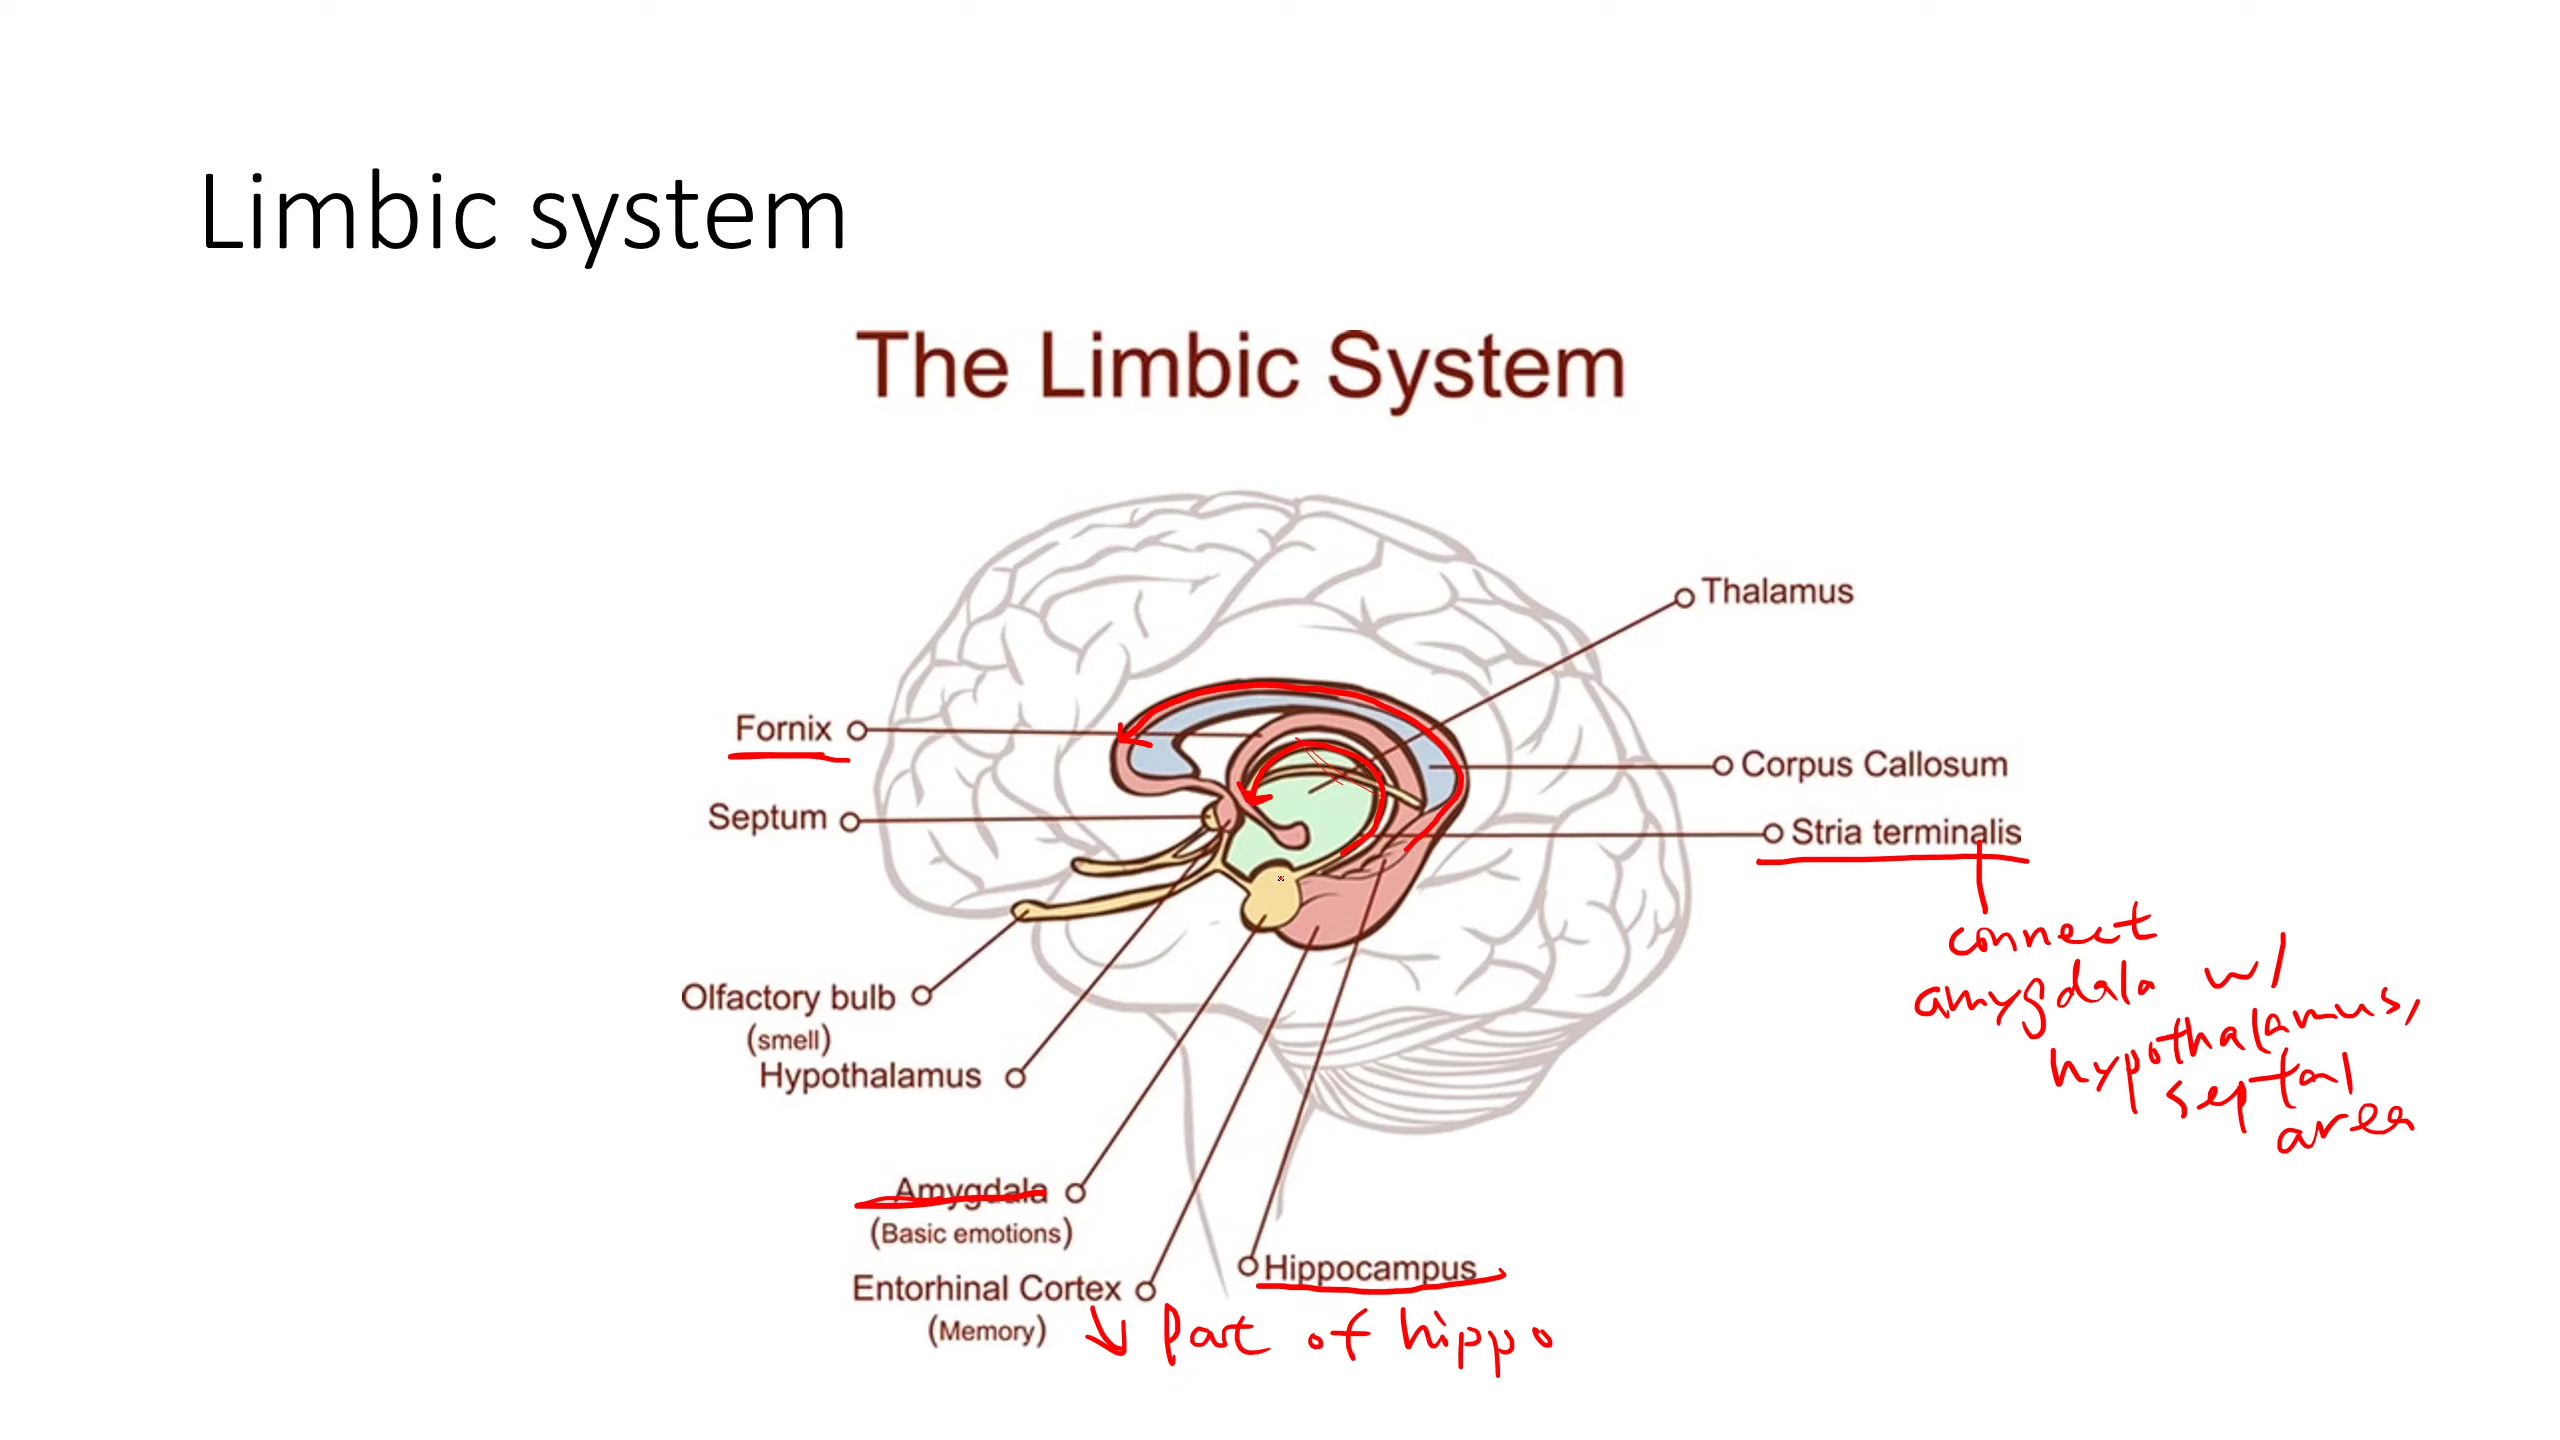 Limbic system
The Limbic System
Thalamus
Fornix
Corpus Callosum
Septum
Stria terminalis
connect
amygdala w/
hypothalamus,
septal
area
Olfactory bulb
(smell)
Hypothalamus
Amygdala
(Basic emotions)
Hippocampus
Entorhinal Cortex
(Memory)
Part of hippo